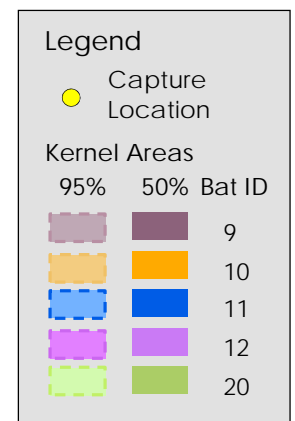 Legend
Capture
Location
Kernel Areas
95% 50% Bat ID
9
10
11
12
20